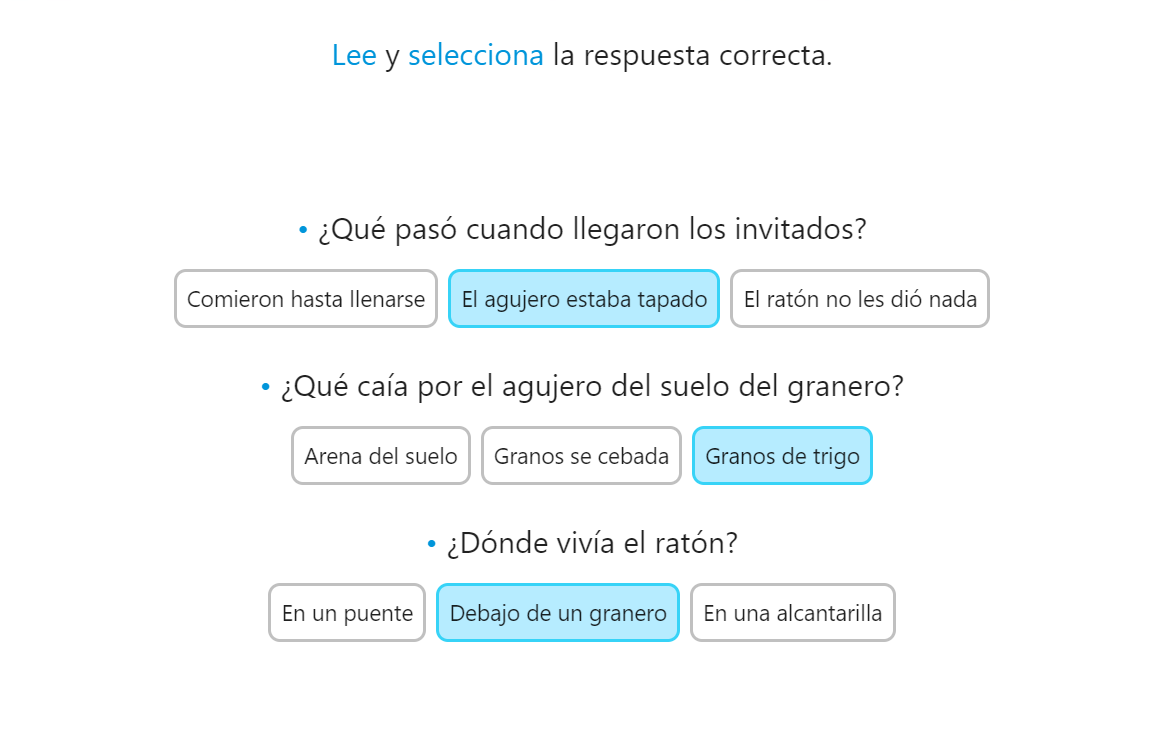 Lee y selecciona la respuesta correcta.
• ¿Qué pasó cuando llegaron los invitados?
Comieron hasta llenarse El agujero estaba tapado El ratón no les dió nada
• ¿Qué caía por el agujero del suelo del granero?
Arena del suelo Granos se cebada Granos de trigo
• ¿Dónde vivía el ratón?
En un puente Debajo de un granero En una alcantarilla